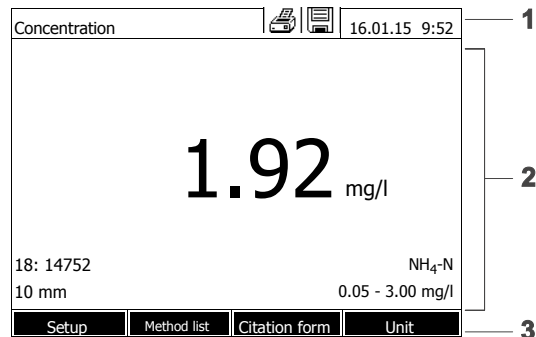 Concentration 16.01.15 9:52 1
1.92 mg/l 2
18: 14752 NH₄-N
10 mm 0.05 - 3.00 mg/l
Setup Method list Citation form Unit 3